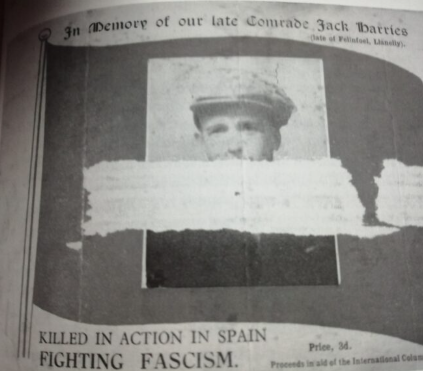 In Memory of our late Comrade Jack Harries
(late of Felinfoel, Llanelly).
KILLED IN ACTION IN SPAIN
FIGHTING FASCISM.
Price, 3d.
Proceeds in aid of the International Colum